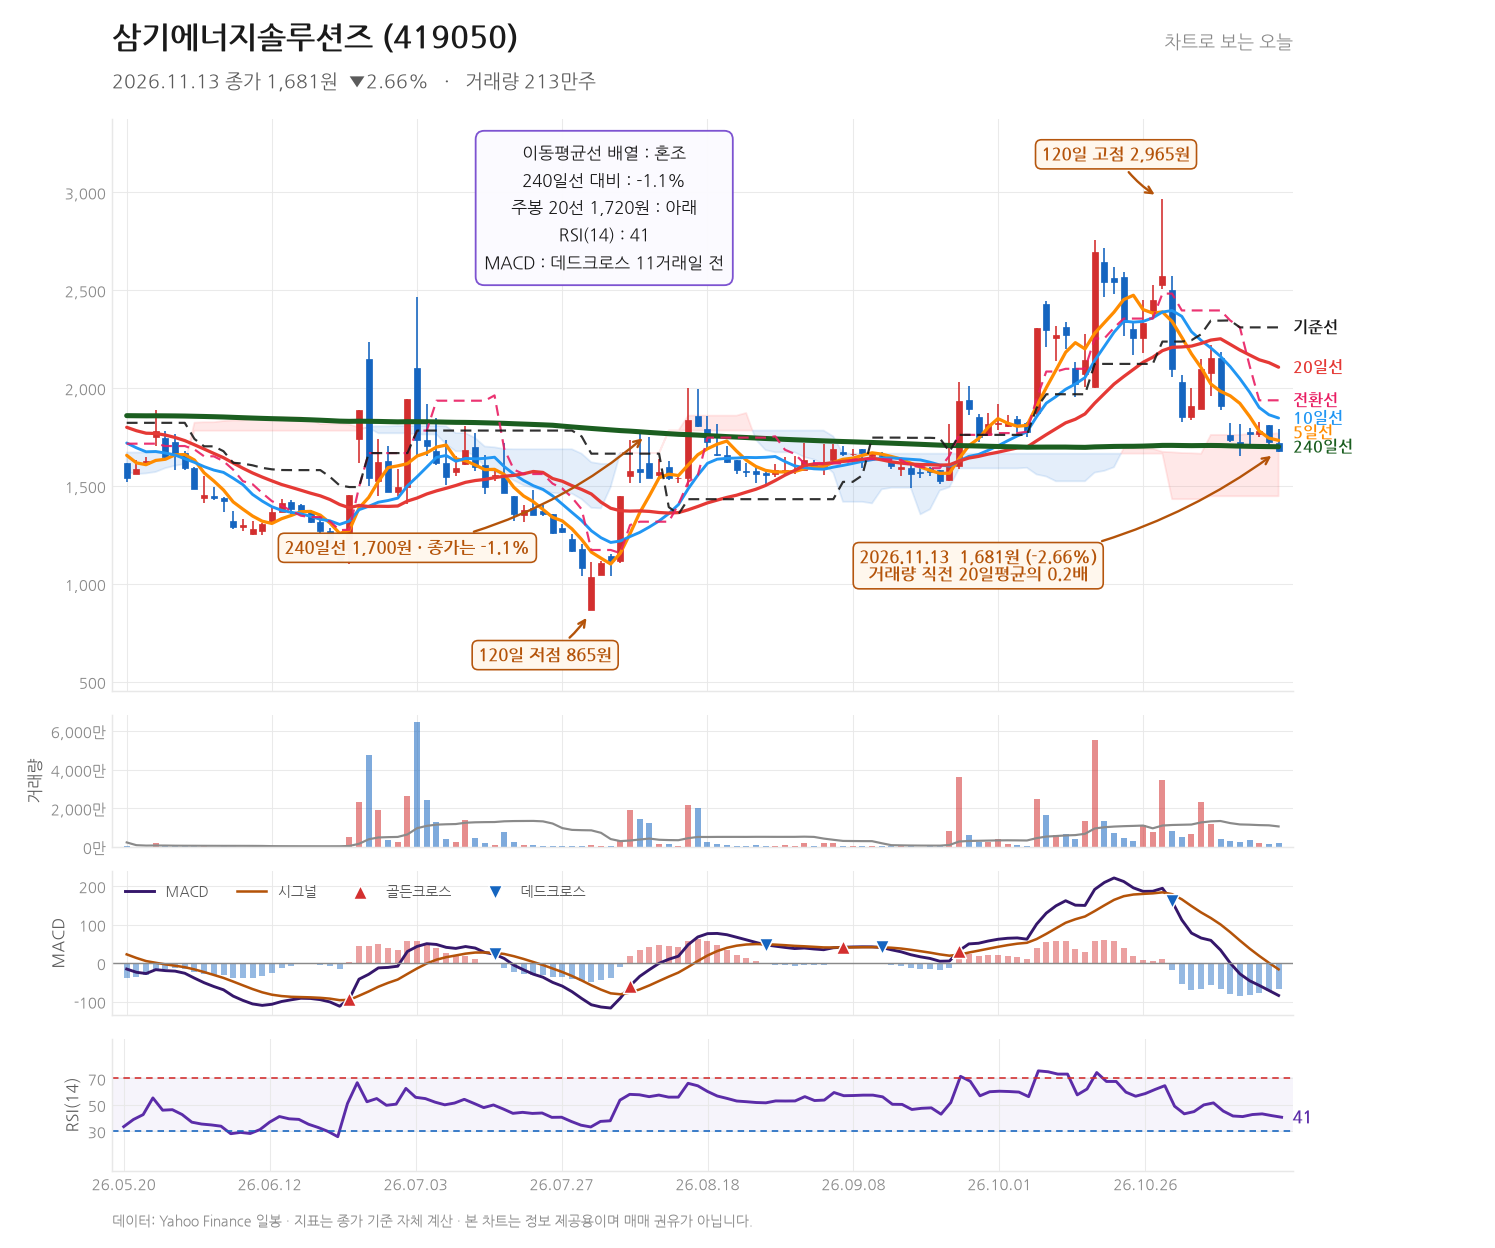 삼기에너지솔루션즈 (419050)
차트로 보는 오늘
2026.11.13 종가 1,681원 ▼2.66% · 거래량 213만주
이동평균선 배열 : 혼조
240일선 대비 : -1.1%
주봉 20선 1,720원 : 아래
RSI(14) : 41
MACD : 데드크로스 11거래일 전
120일 고점 2,965원
3,000
2,500
2,000
1,500
1,000
500
기준선
20일선
전환선
10일선
5일선
240일선
240일선 1,700원 · 종가는 -1.1%
2026.11.13 1,681원 (-2.66%)
거래량 직전 20일평균의 0.2배
120일 저점 865원
거래량
6,000만
4,000만
2,000만
0만
MACD
200
100
0
-100
MACD 시그널 골든크로스 데드크로스
RSI(14)
70
50
30
41
26.05.20 26.06.12 26.07.03 26.07.27 26.08.18 26.09.08 26.10.01 26.10.26
데이터: Yahoo Finance 일봉 · 지표는 종가 기준 자체 계산 · 본 차트는 정보 제공용이며 매매 권유가 아닙니다.